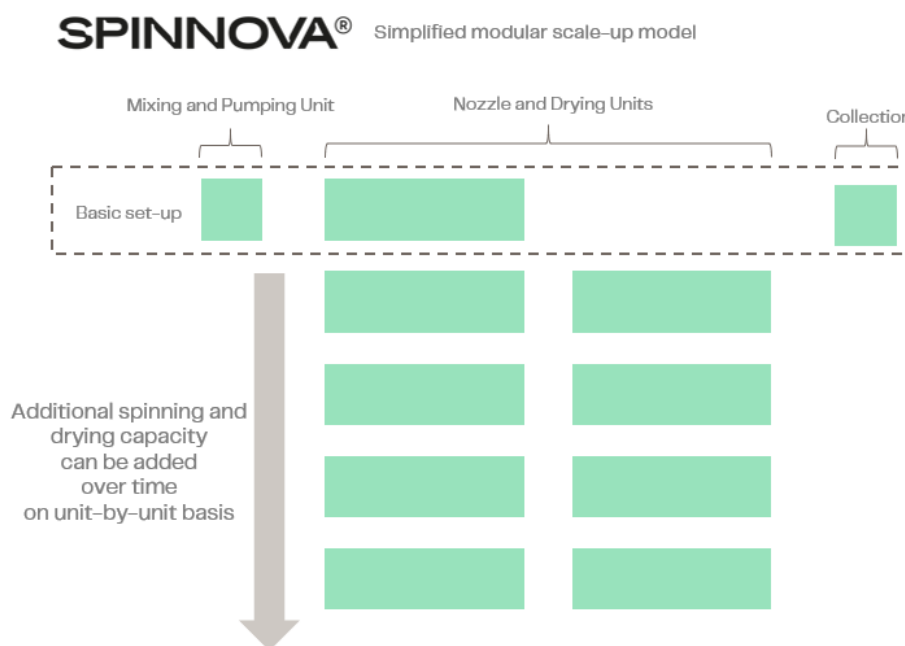 SPINNOVA® Simplified modular scale-up model
Mixing and Pumping Unit
Nozzle and Drying Units
Collection
Basic set-up
Additional spinning and
drying capacity
can be added
over time
on unit-by-unit basis